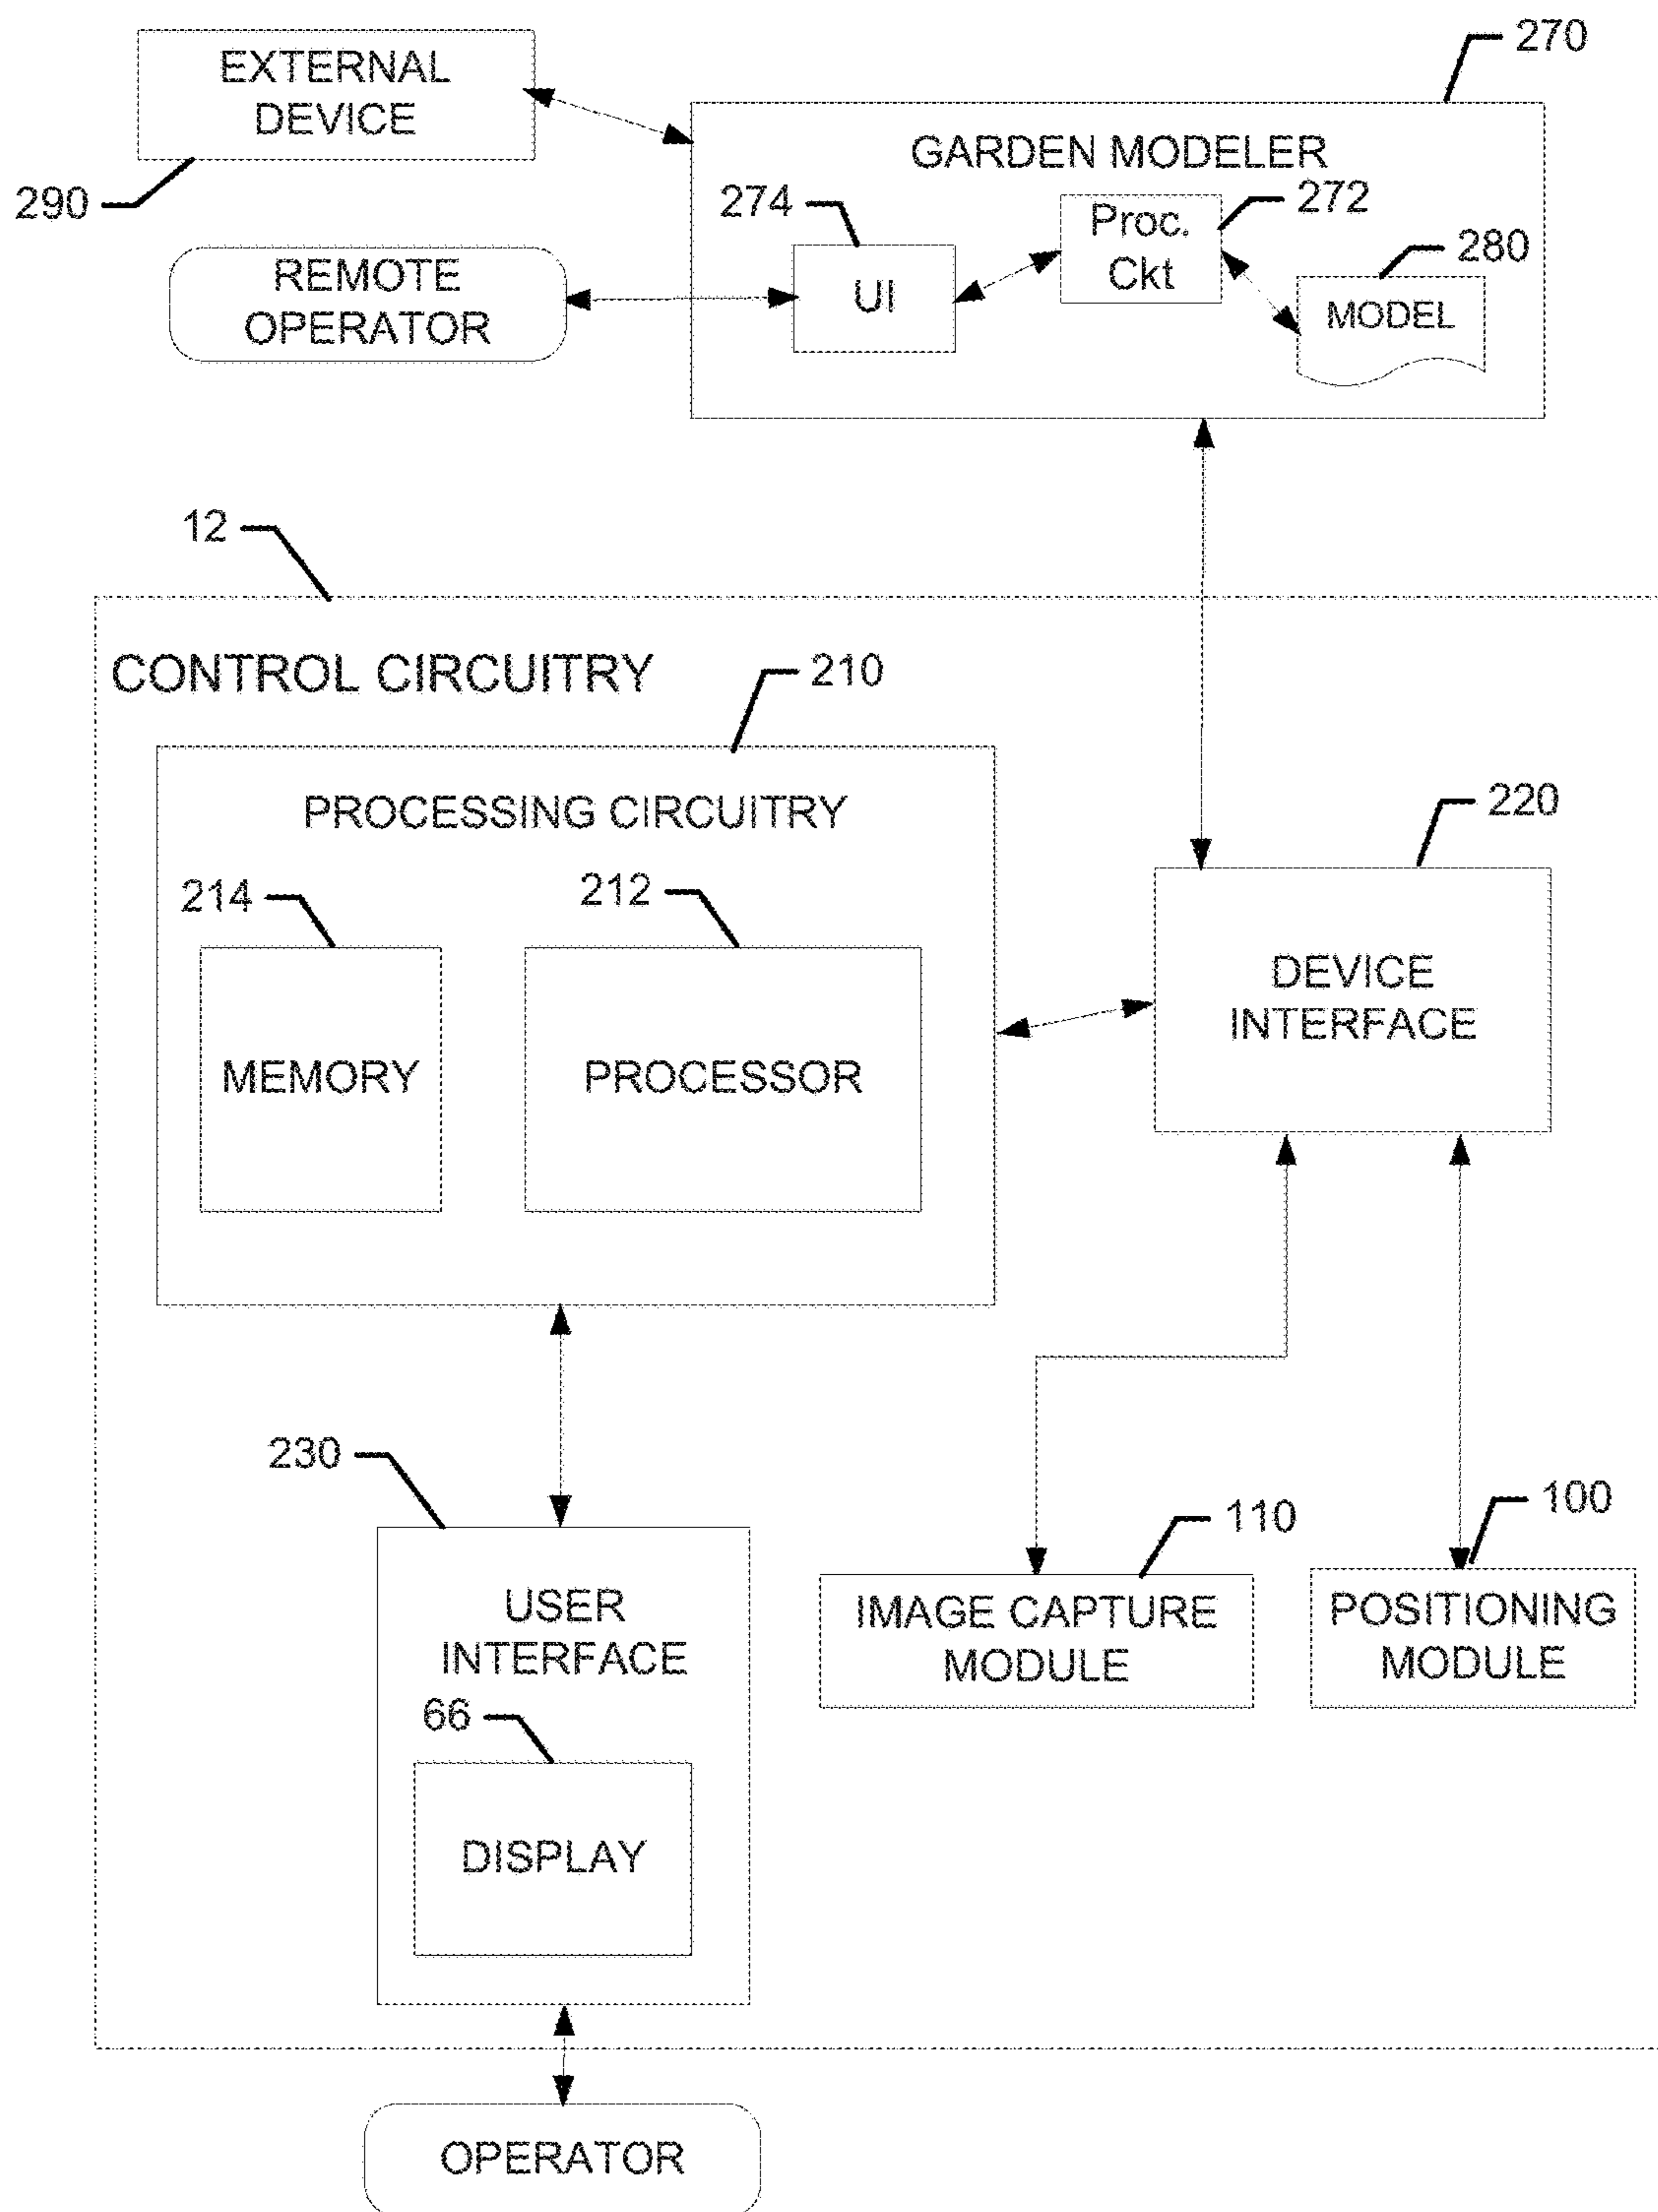 270
EXTERNAL
DEVICE
290
GARDEN MODELER
274
272
Proc.
Ckt
280
UI
MODEL
REMOTE
OPERATOR
12
CONTROL CIRCUITRY
210
PROCESSING CIRCUITRY
214
212
MEMORY
PROCESSOR
220
DEVICE
INTERFACE
230
USER
INTERFACE
66
DISPLAY
110
IMAGE CAPTURE
MODULE
100
POSITIONING
MODULE
OPERATOR